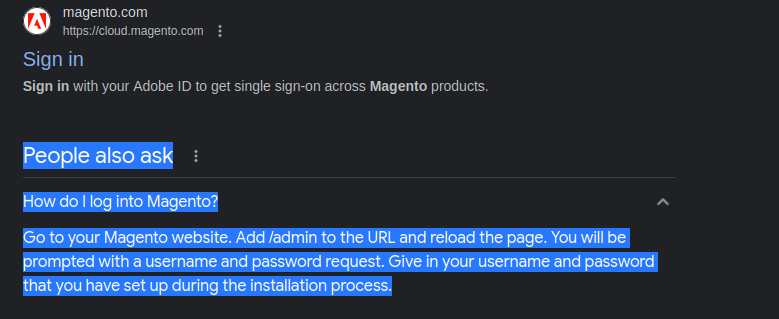 magento.com
https://cloud.magento.com
Sign in
Sign in with your Adobe ID to get single sign-on across Magento products.
People also ask
How do I log into Magento?
Go to your Magento website. Add /admin to the URL and reload the page. You will be
prompted with a username and password request. Give in your username and password
that you have set up during the installation process.